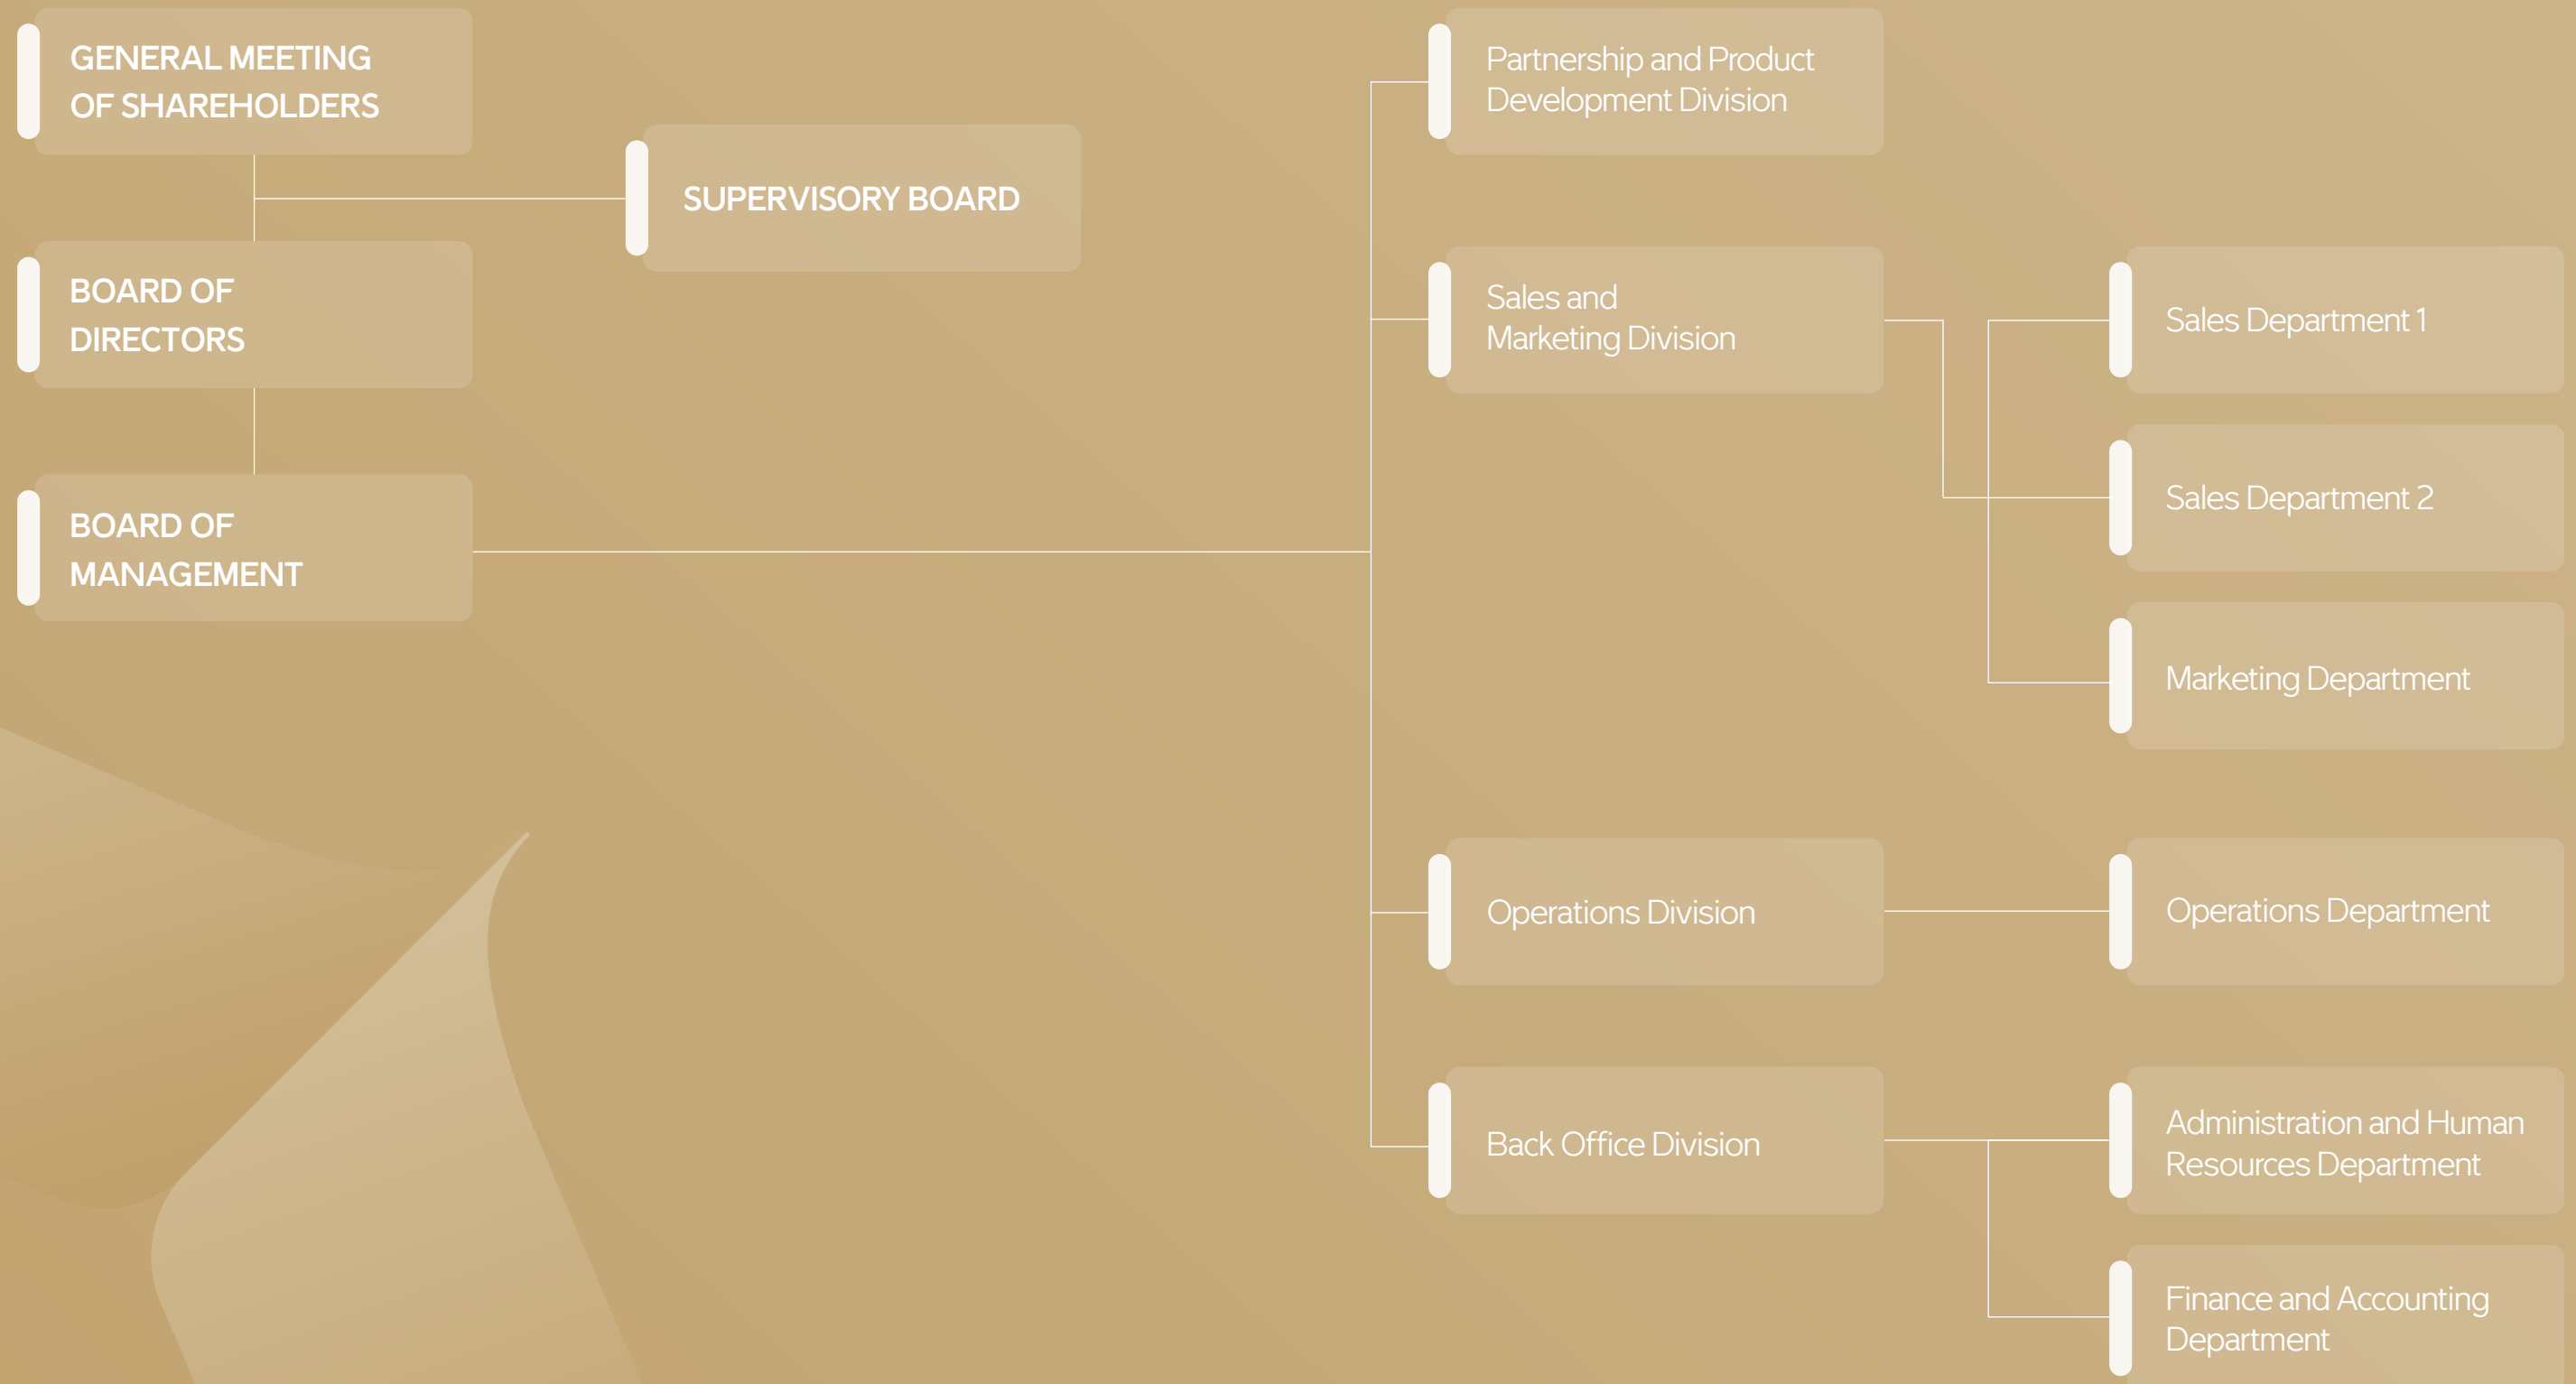 GENERAL MEETING
OF SHAREHOLDERS
SUPERVISORY BOARD
BOARD OF
DIRECTORS
BOARD OF
MANAGEMENT
Partnership and Product
Development Division
Sales and
Marketing Division
Sales Department 1
Sales Department 2
Marketing Department
Operations Division
Operations Department
Back Office Division
Administration and Human
Resources Department
Finance and Accounting
Department